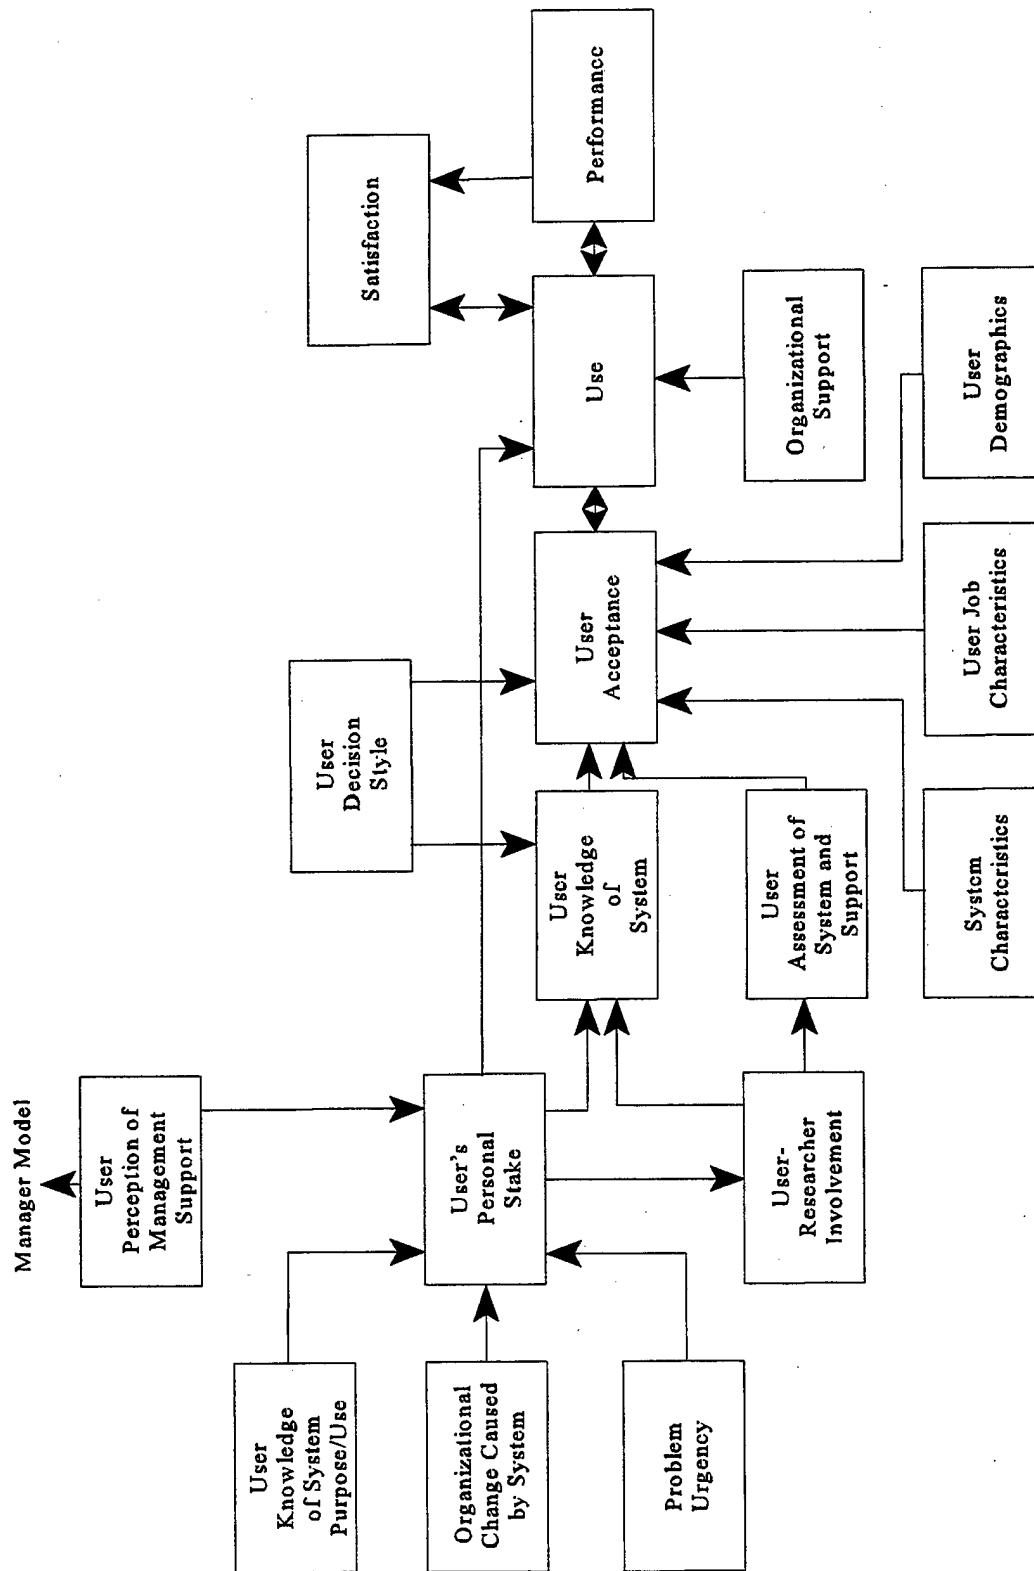 Manager Model
User
Perception of
Management
Support
User
Knowledge
of System
Purpose/Use
Organizational
Change Caused
by System
Problem
Urgency
User's
Personal
Stake
User-
Researcher
Involvement
User
Decision
Style
User
Knowledge
of
System
User
Assessment of
System and
Support
User
Acceptance
System
Characteristics
User Job
Characteristics
User
Demographics
Organizational
Support
Use
Satisfaction
Performance